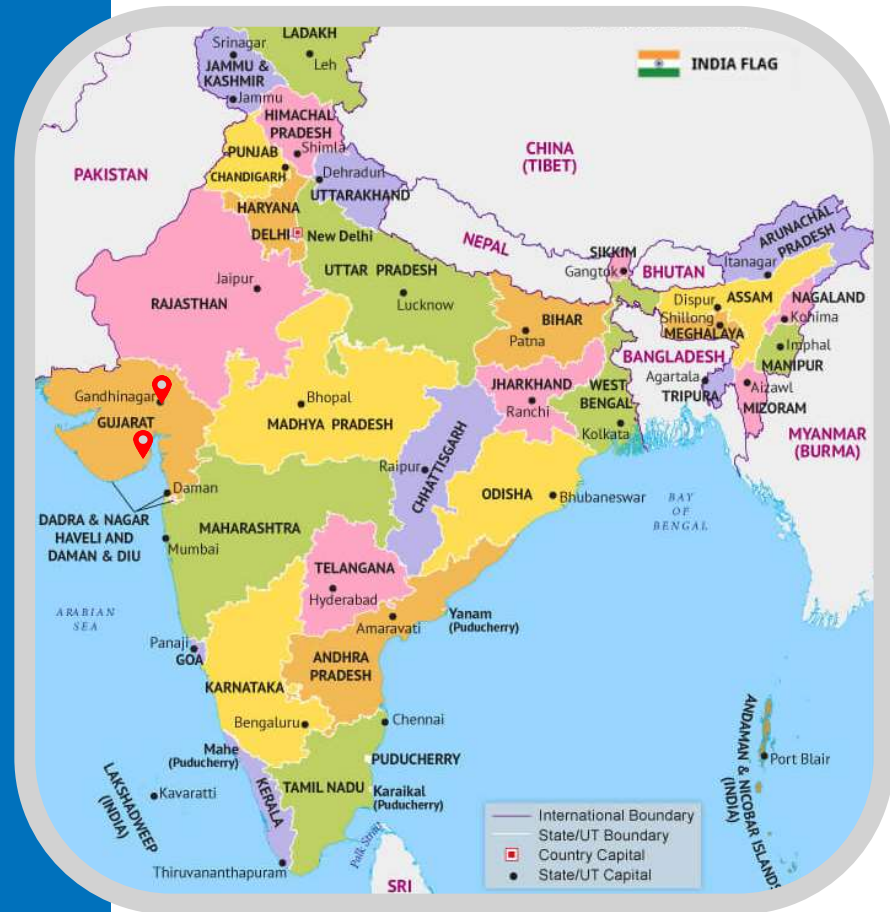 LADAKH
Srinagar
Leh
JAMMU &
KASHMIR
Jammu
INDIA FLAG
HIMACHAL
PRADESH
Shimla
PUNJAB
CHANDIGARH
Dehradun
UTTARAKHAND
PAKISTAN
CHINA
(TIBET)
HARYANA
DELHI
New Delhi
NEPAL
SIKKIM
Gangtok
BHUTAN
ARUNACHAL
PRADESH
Itanagar
UTTAR PRADESH
Lucknow
Jaipur
RAJASTHAN
BIHAR
Patna
Dispur
ASSAM
NAGALAND
Shillong
Kohima
MEGHALAYA
Imphal
MANIPUR
BANGLADESH
Agartala
TRIPURA
Aizawl
MIZORAM
MYANMAR
(BURMA)
Gandhinagar
GUJARAT
Bhopal
MADHYA PRADESH
JHARKHAND
Ranchi
WEST
BENGAL
Kolkata
Raipur
CHHATTISGARH
ODISHA
Bhubaneswar
BAY
OF
BENGAL
Daman
DADRA & NAGAR
HAVELI AND
DAMAN & DIU
MAHARASHTRA
Mumbai
TELANGANA
Hyderabad
ARABIAN
SEA
Amaravati
Yanam
(Puducherry)
Panaji
GOA
ANDHRA
PRADESH
KARNATAKA
Bengaluru
Chennai
Mahe
(Puducherry)
PUDUCHERRY
LAKSHADWEEP
(INDIA)
Kavaratti
KERALA
TAMIL NADU
Karaikal
(Puducherry)
Thiruvananthapuram
Palk Strait
SRI
ANDAMAN & NICOBAR ISLANDS
(INDIA)
Port Blair
International Boundary
State/UT Boundary
Country Capital
State/UT Capital